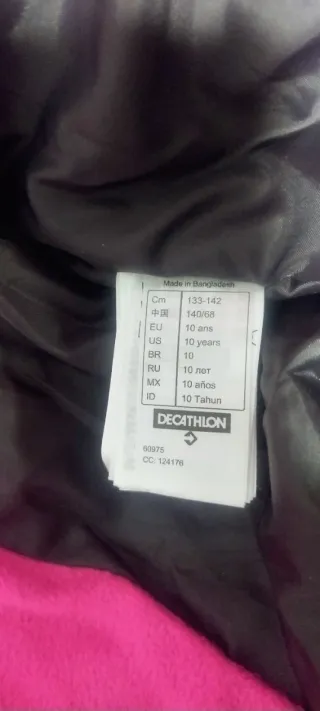 Made in Bangladesh
Cm 133-142
中国 140/68
EU 10 ans
US 10 years
BR 10
RU 10 лет
MX 10 años
ID 10 Tahun
DECATHLON
60975
CC: 124176